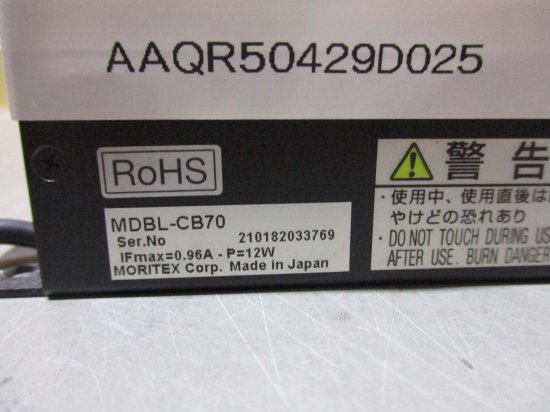 AAQR50429D025
RoHS
MDBL-CB70
Ser.No 210182033769
IFmax=0.96A - P=12W
MORITEX Corp. Made in Japan
警告
・使用中、使用直後は
やけどの恐れあり
・DO NOT TOUCH DURING
AFTER USE. BURN DANGER